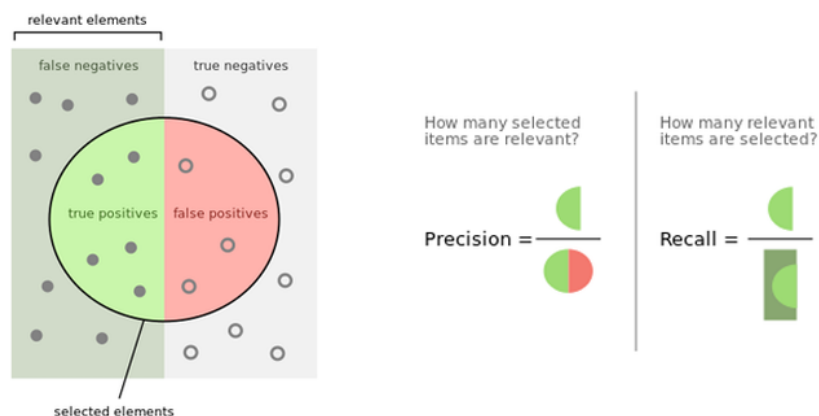 relevant elements
false negatives
true negatives
true positives
false positives
selected elements
How many selected
items are relevant?
Precision =
How many relevant
items are selected?
Recall =